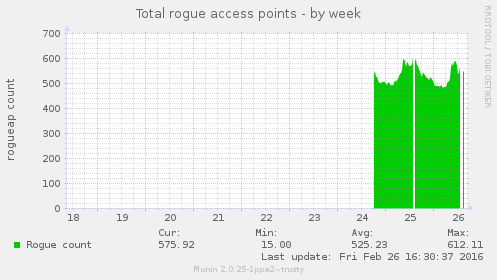 Total rogue access points - by week
RRDTOOL / TOBI OETIKER
rogueap count
700
600
500
400
300
200
100
0
18 19 20 21 22 23 24 25 26
Cur: Min: Avg: Max:
Rogue count 575.92 15.00 525.23 612.11
Last update: Fri Feb 26 16:30:37 2016
Munin 2.0.25-1ppa2~trusty